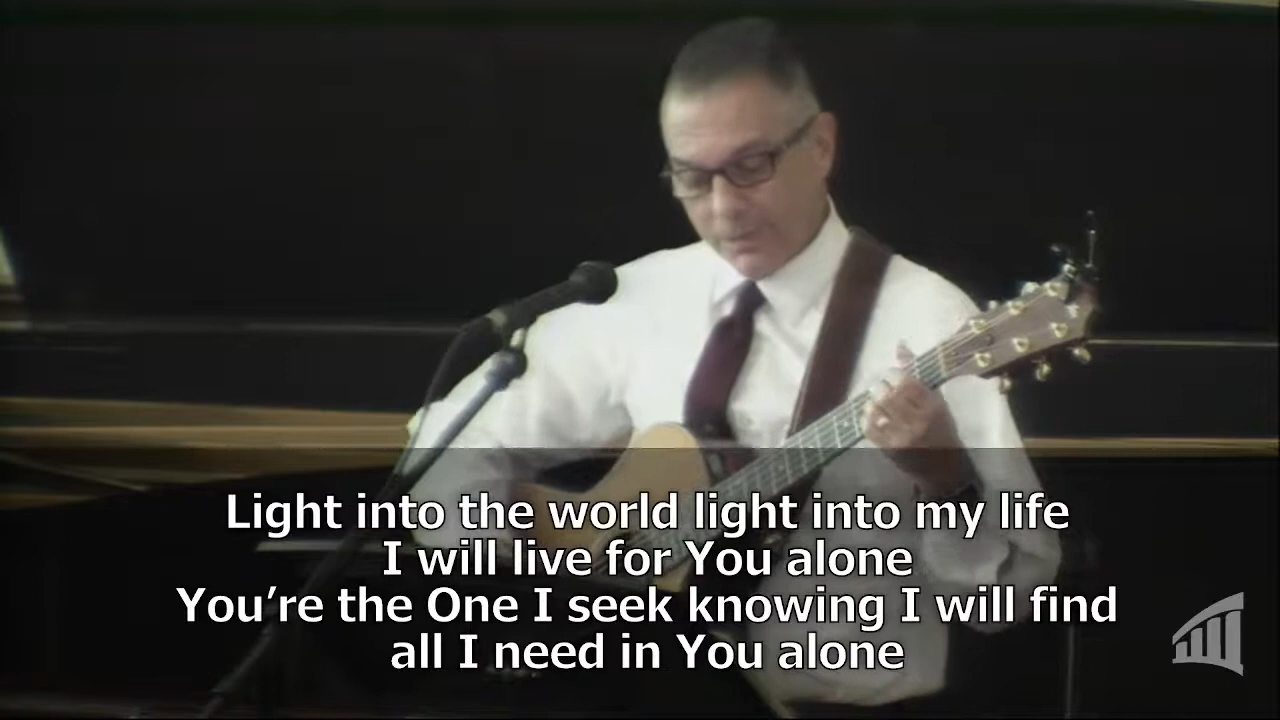 Light into the world light into my life
I will live for You alone
You’re the One I seek knowing I will find
all I need in You alone